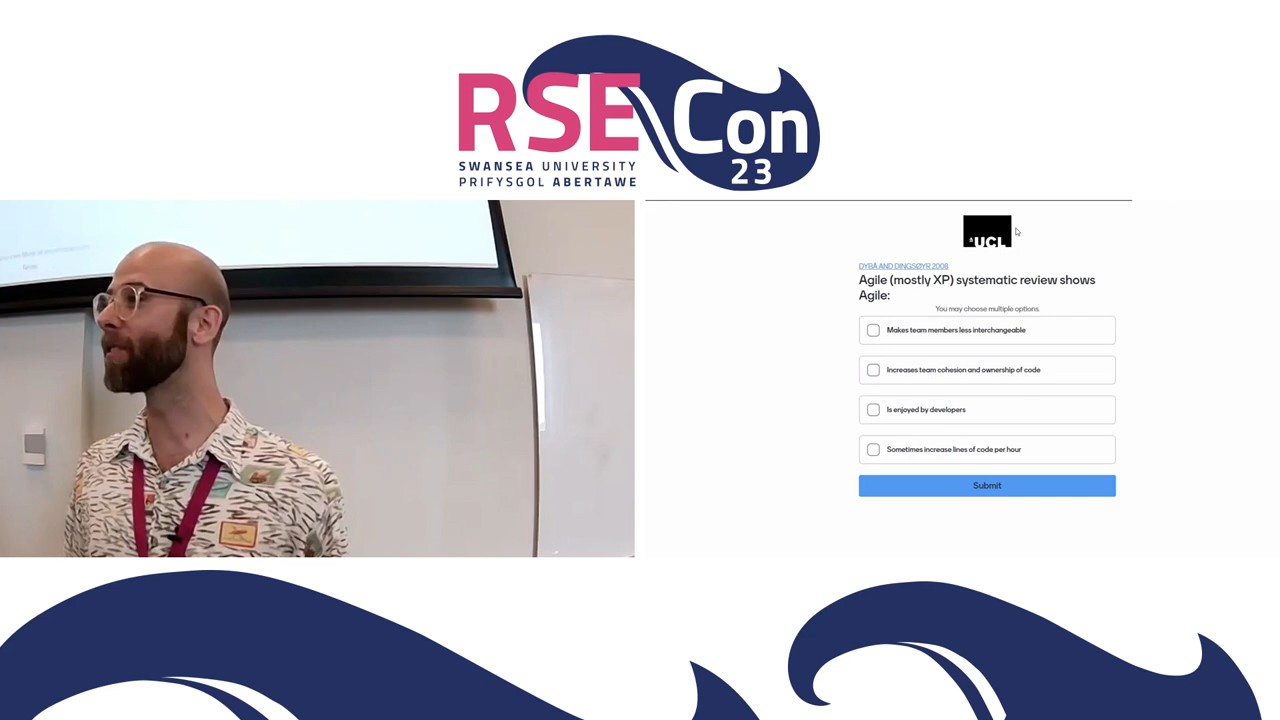 RSE Con
23
SWANSEA UNIVERSITY
PRIFYSGOL ABERTAWE
UCL
DYBÅ AND DINGSØYR 2008
Agile (mostly XP) systematic review shows
Agile:
You may choose multiple options.
Makes team members less interchangeable
Increases team cohesion and ownership of code
Is enjoyed by developers
Sometimes increase lines of code per hour
Submit